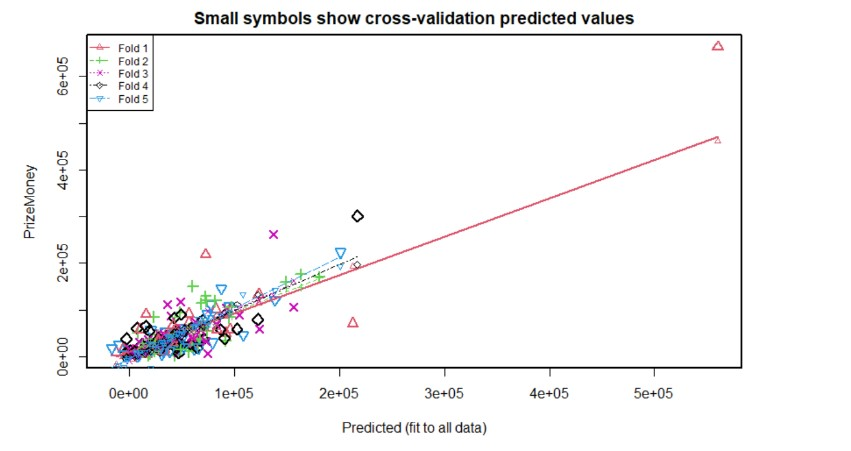 Small symbols show cross-validation predicted values
Fold 1
Fold 2
Fold 3
Fold 4
Fold 5
PrizeMoney
6e+05
4e+05
2e+05
0e+00
0e+00 1e+05 2e+05 3e+05 4e+05 5e+05
Predicted (fit to all data)